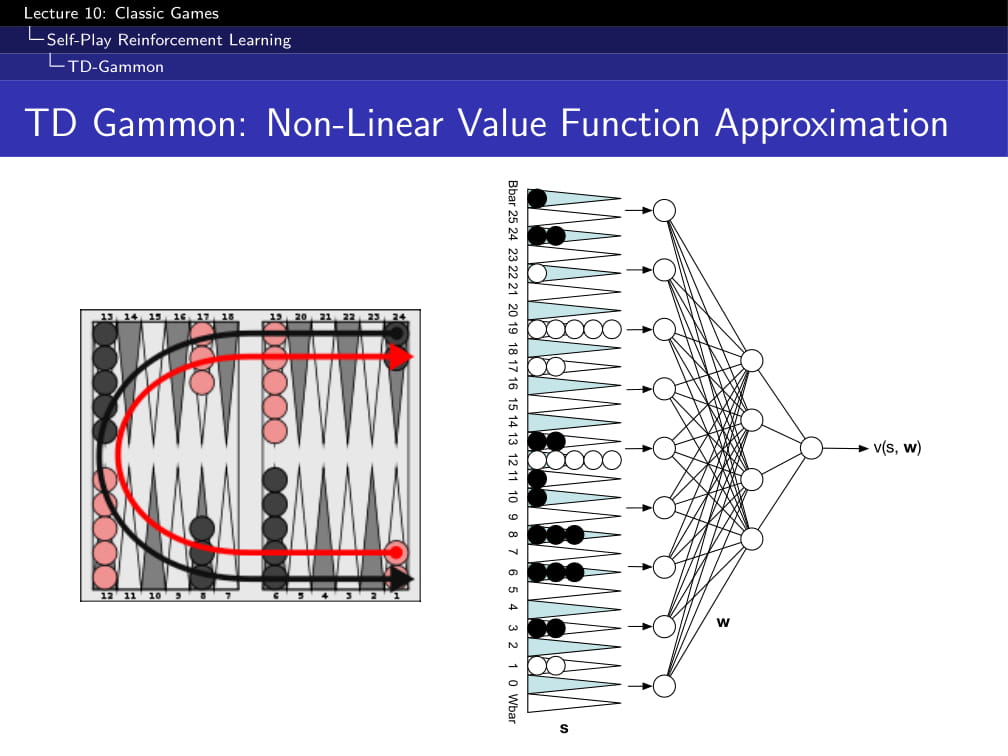 Lecture 10: Classic Games
Self-Play Reinforcement Learning
TD-Gammon
TD Gammon: Non-Linear Value Function Approximation
13 14 15 16 17 18 19 20 21 22 23 24
12 11 10 9 8 7 6 5 4 3 2 1
Bbar 25 24 23 22 21 20 19 18 17 16 15 14 13 12 11 10 9 8 7 6 5 4 3 2 1 0 Wbar
s
w
v(s, w)